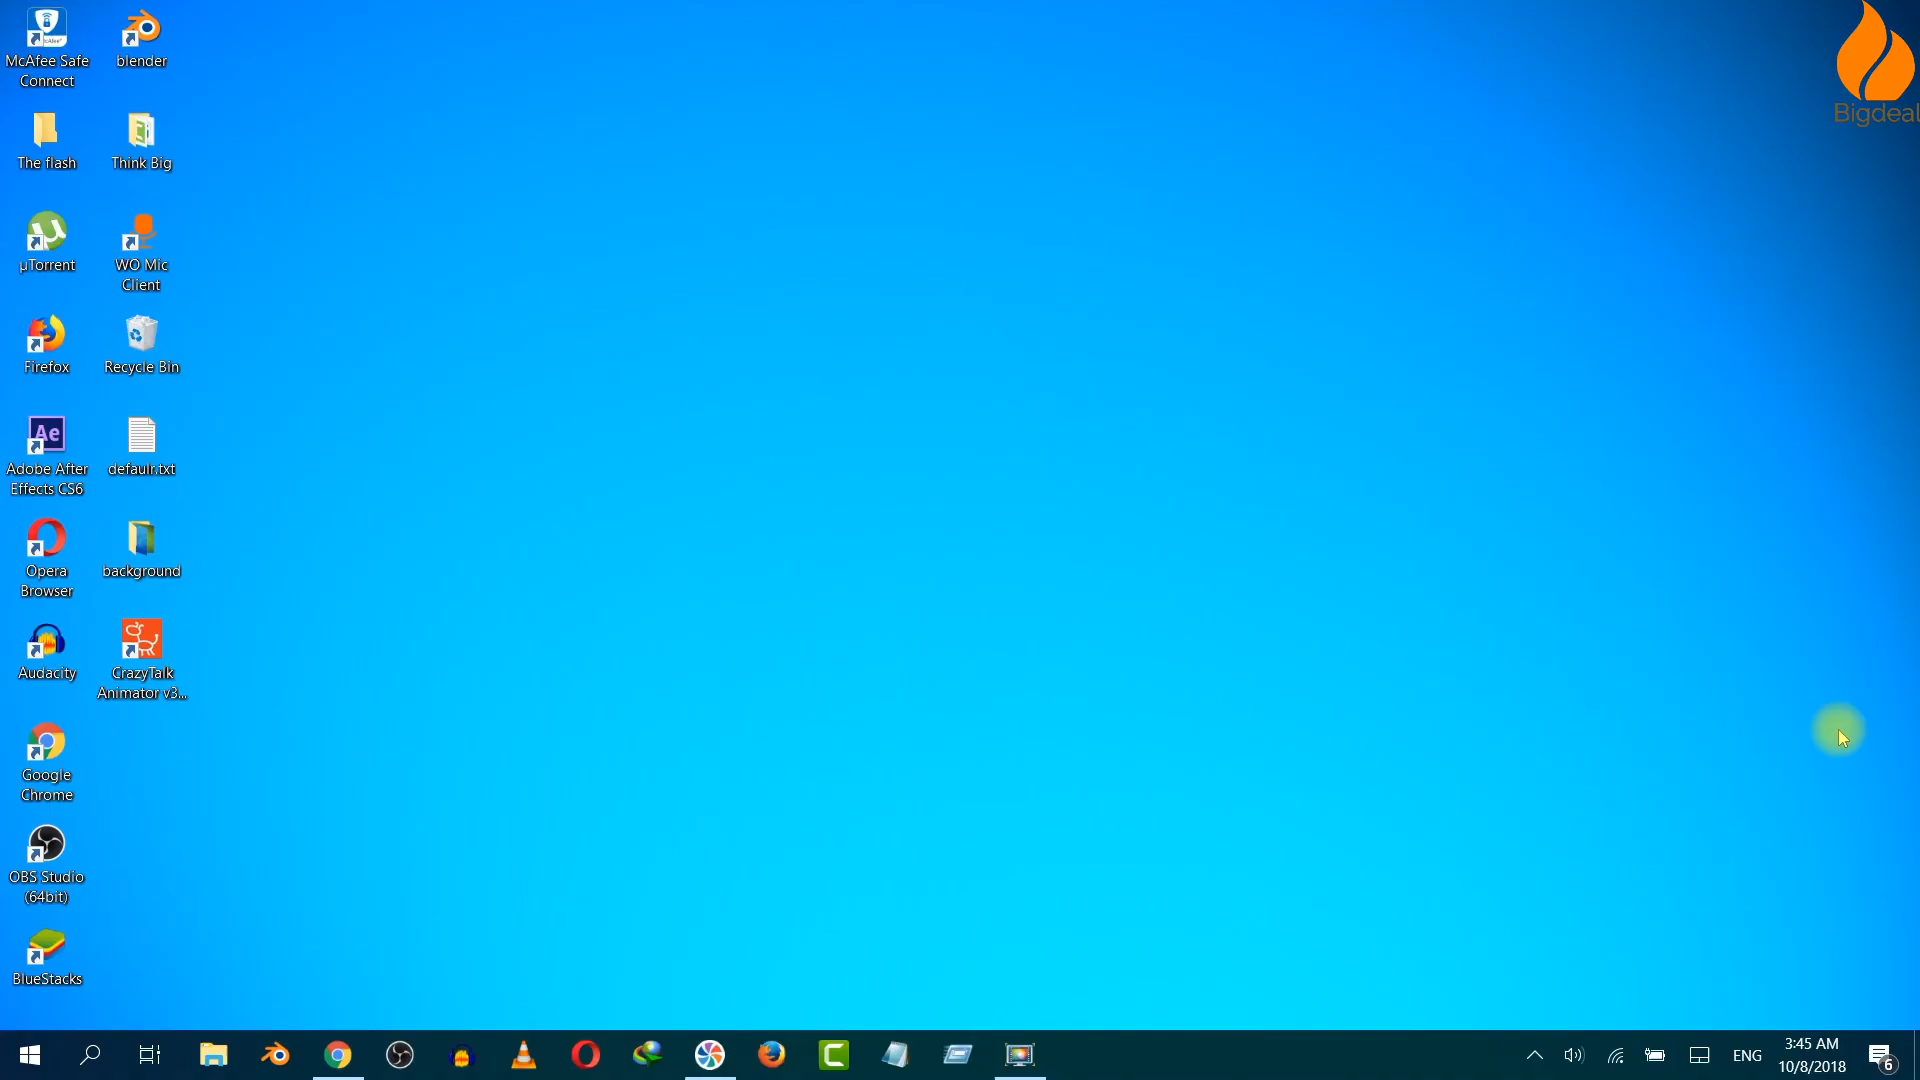 McAfee Safe
Connect
blender
The flash
Think Big
µTorrent
WO Mic
Client
Firefox
Recycle Bin
Ae
Adobe After
Effects CS6
defaulr.txt
Opera
Browser
background
Audacity
CrazyTalk
Animator v3...
Google
Chrome
OBS Studio
(64bit)
BlueStacks
Bigdeal
ENG
3:45 AM
10/8/2018
6